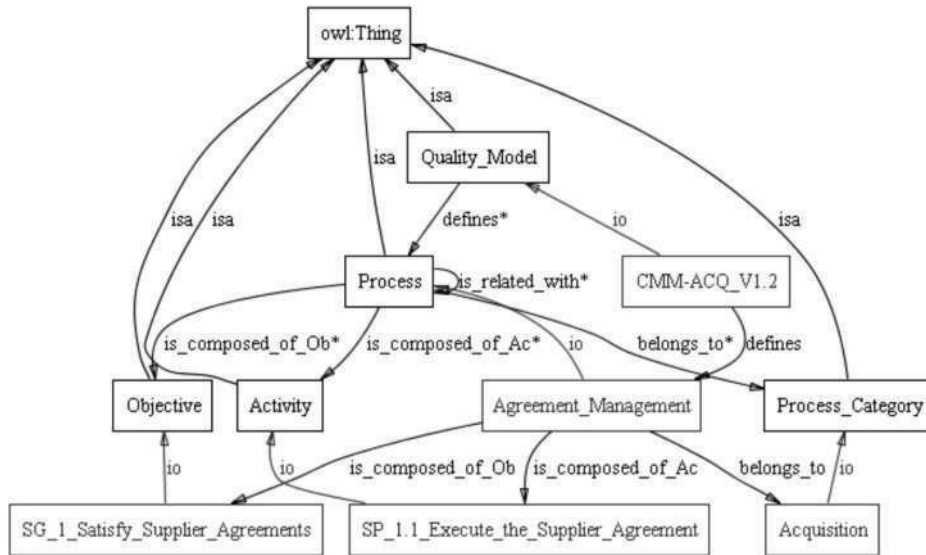 owl:Thing
isa
Quality_Model
isa
defines*
io
isa
isa
isa
Process
is_related_with*
CMM-ACQ_V1.2
is_composed_of_Ob*
is_composed_of_Ac*
io
belongs_to*
defines
Objective
Activity
Agreement_Management
Process_Category
io
io
is_composed_of_Ob
is_composed_of_Ac
belongs_to
io
SG_1_Satisfy_Supplier_Agreements
SP_1.1_Execute_the_Supplier_Agreement
Acquisition